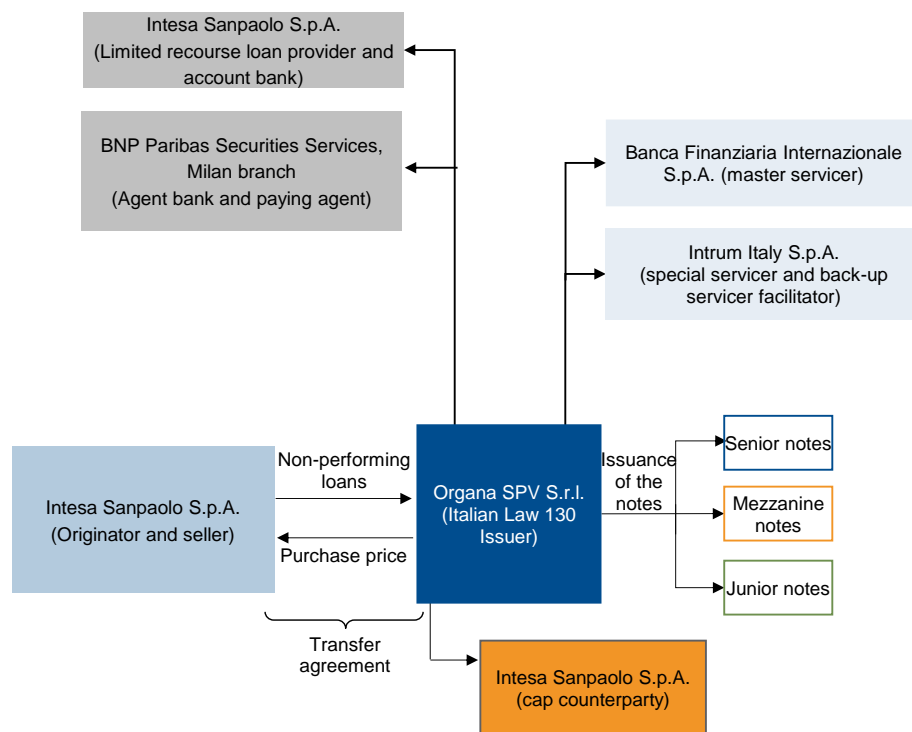 Intesa Sanpaolo S.p.A.
(Limited recourse loan provider and
account bank)
BNP Paribas Securities Services,
Milan branch
(Agent bank and paying agent)
Banca Finanziaria Internazionale
S.p.A. (master servicer)
Intrum Italy S.p.A.
(special servicer and back-up
servicer facilitator)
Intesa Sanpaolo S.p.A.
(Originator and seller)
Non-performing
loans
Purchase price
Transfer
agreement
Organa SPV S.r.l.
(Italian Law 130
Issuer)
Issuance
of the
notes
Senior notes
Mezzanine
notes
Junior notes
Intesa Sanpaolo S.p.A.
(cap counterparty)